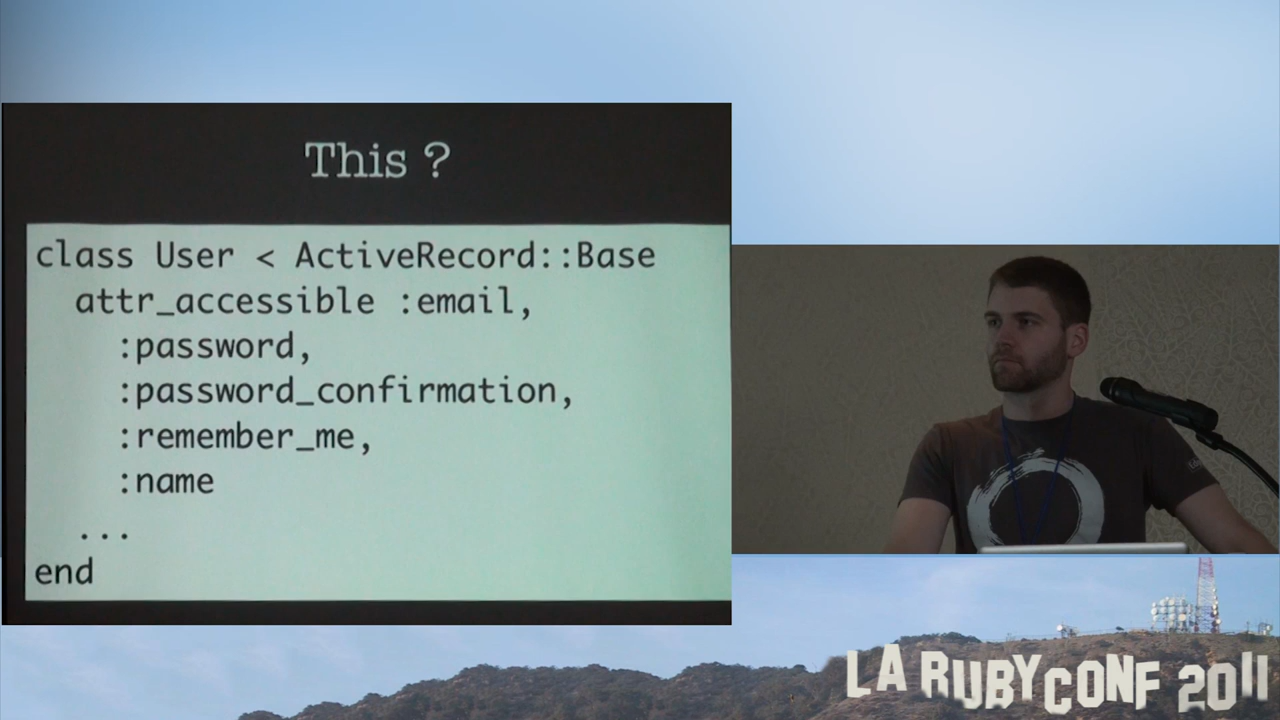 This ?
class User < ActiveRecord::Base
attr_accessible :email,
:password,
:password_confirmation,
:remember_me,
:name
...
end
LA RUBYCONF 2011